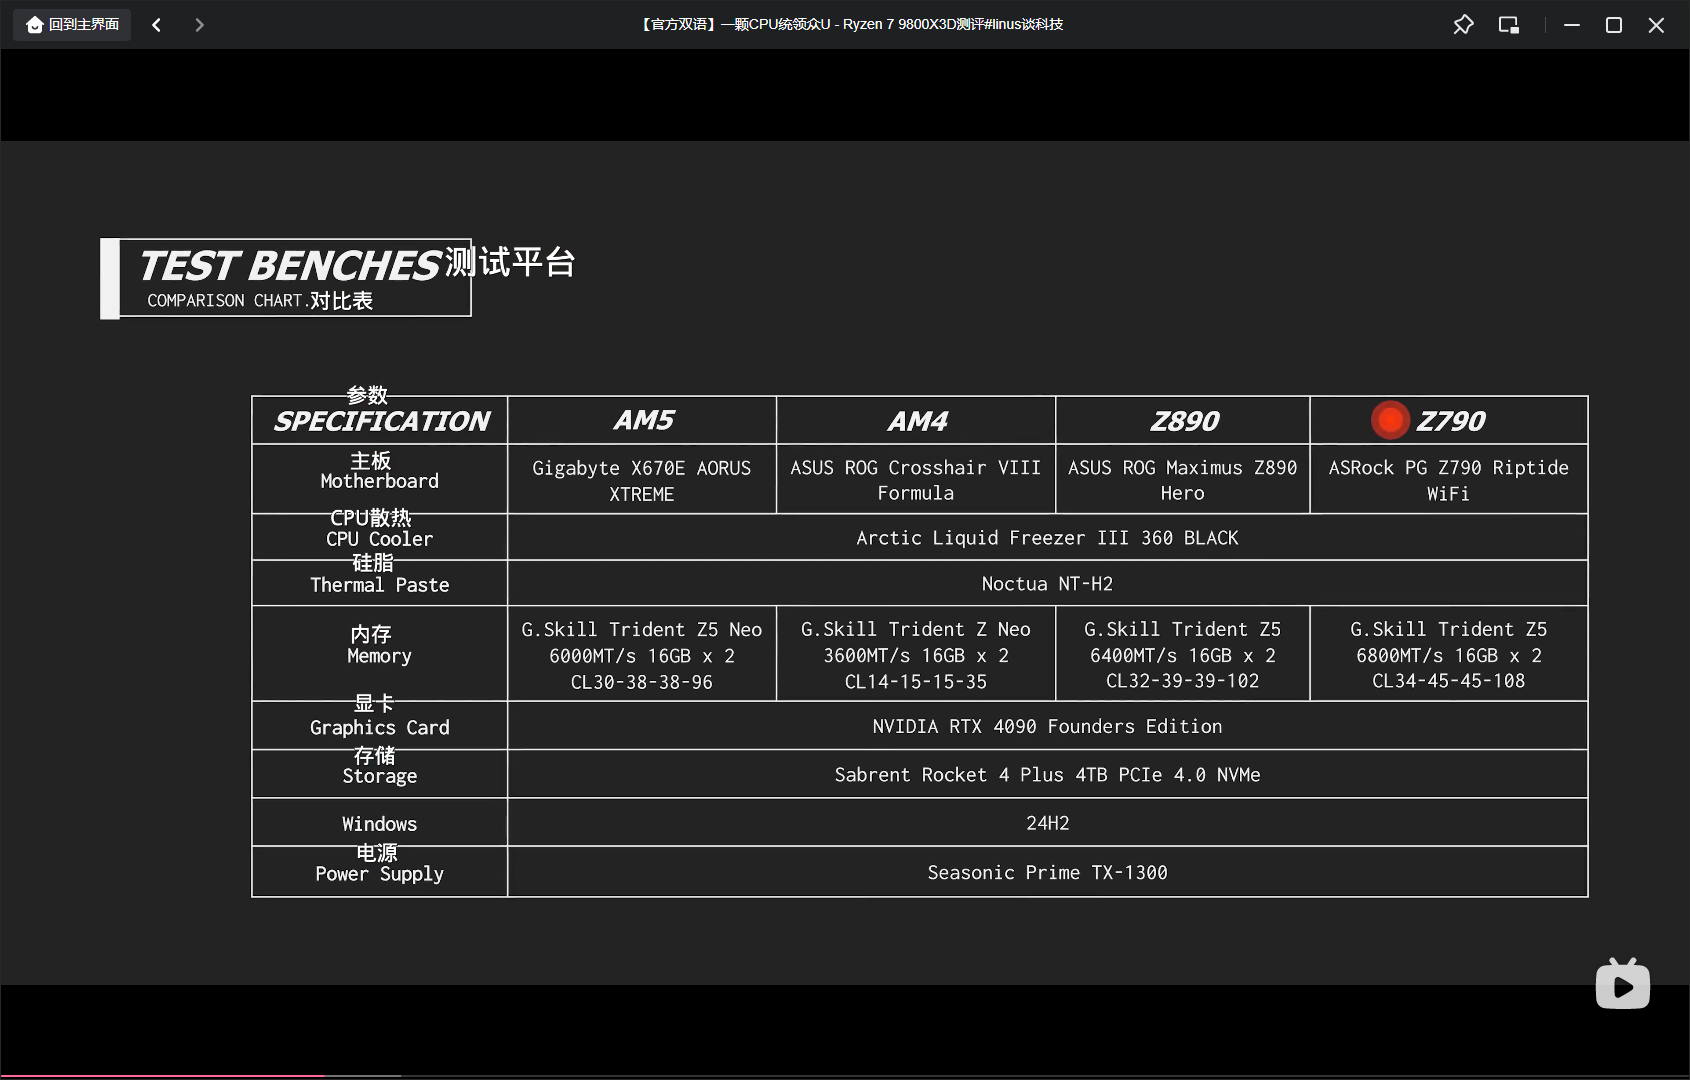 回到主界面
【官方双语】一颗CPU统领众U - Ryzen 7 9800X3D测评#linus谈科技
TEST BENCHES测试平台
COMPARISON CHART.对比表
参数
SPECIFICATION AM5 AM4 Z890 Z790
主板
Motherboard
Gigabyte X670E AORUS
XTREME
ASUS ROG Crosshair VIII
Formula
ASUS ROG Maximus Z890
Hero
ASRock PG Z790 Riptide
WiFi
CPU散热
CPU Cooler Arctic Liquid Freezer III 360 BLACK
硅脂
Thermal Paste Noctua NT-H2
内存
Memory
G.Skill Trident Z5 Neo
6000MT/s 16GB x 2
CL30-38-38-96
G.Skill Trident Z Neo
3600MT/s 16GB x 2
CL14-15-15-35
G.Skill Trident Z5
6400MT/s 16GB x 2
CL32-39-39-102
G.Skill Trident Z5
6800MT/s 16GB x 2
CL34-45-45-108
显卡
Graphics Card NVIDIA RTX 4090 Founders Edition
存储
Storage Sabrent Rocket 4 Plus 4TB PCIe 4.0 NVMe
Windows 24H2
电源
Power Supply Seasonic Prime TX-1300